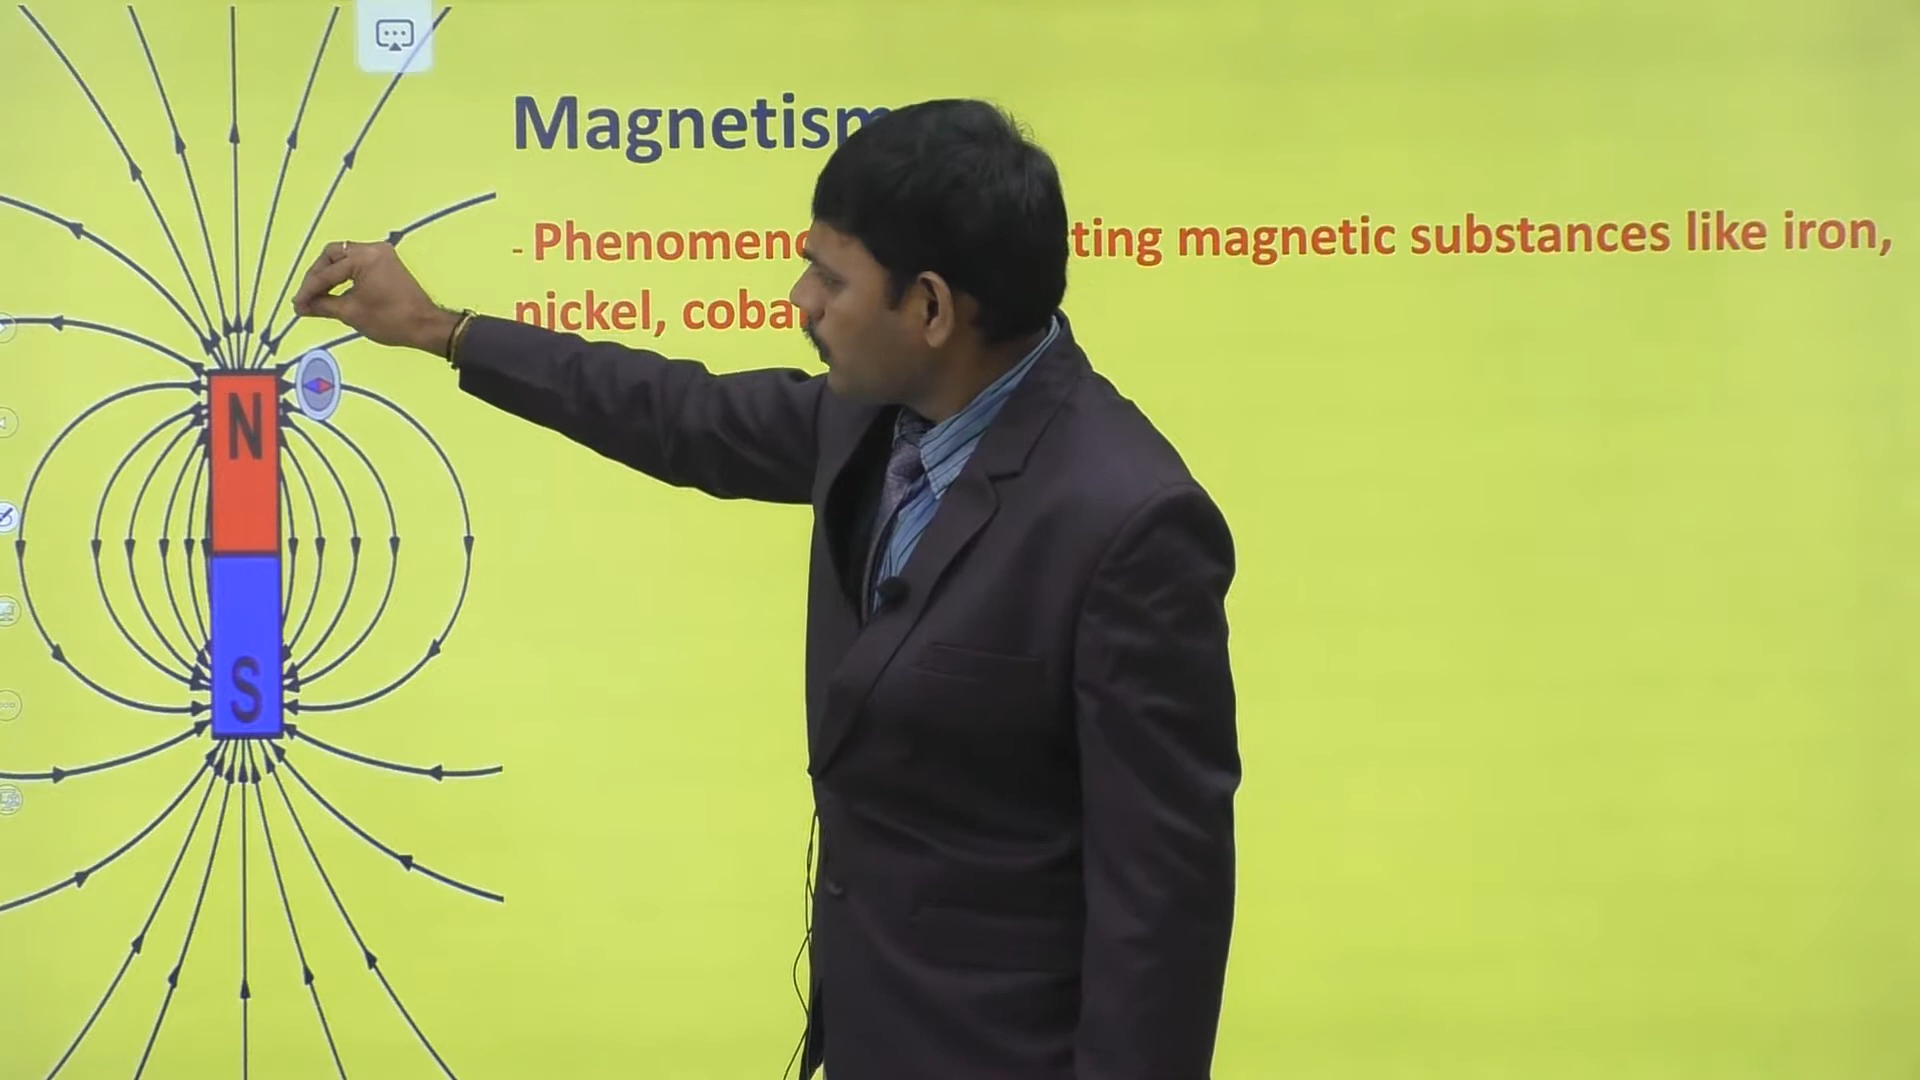 Magnetism
- Phenomeno ting magnetic substances like iron,
nickel, coba
N
S